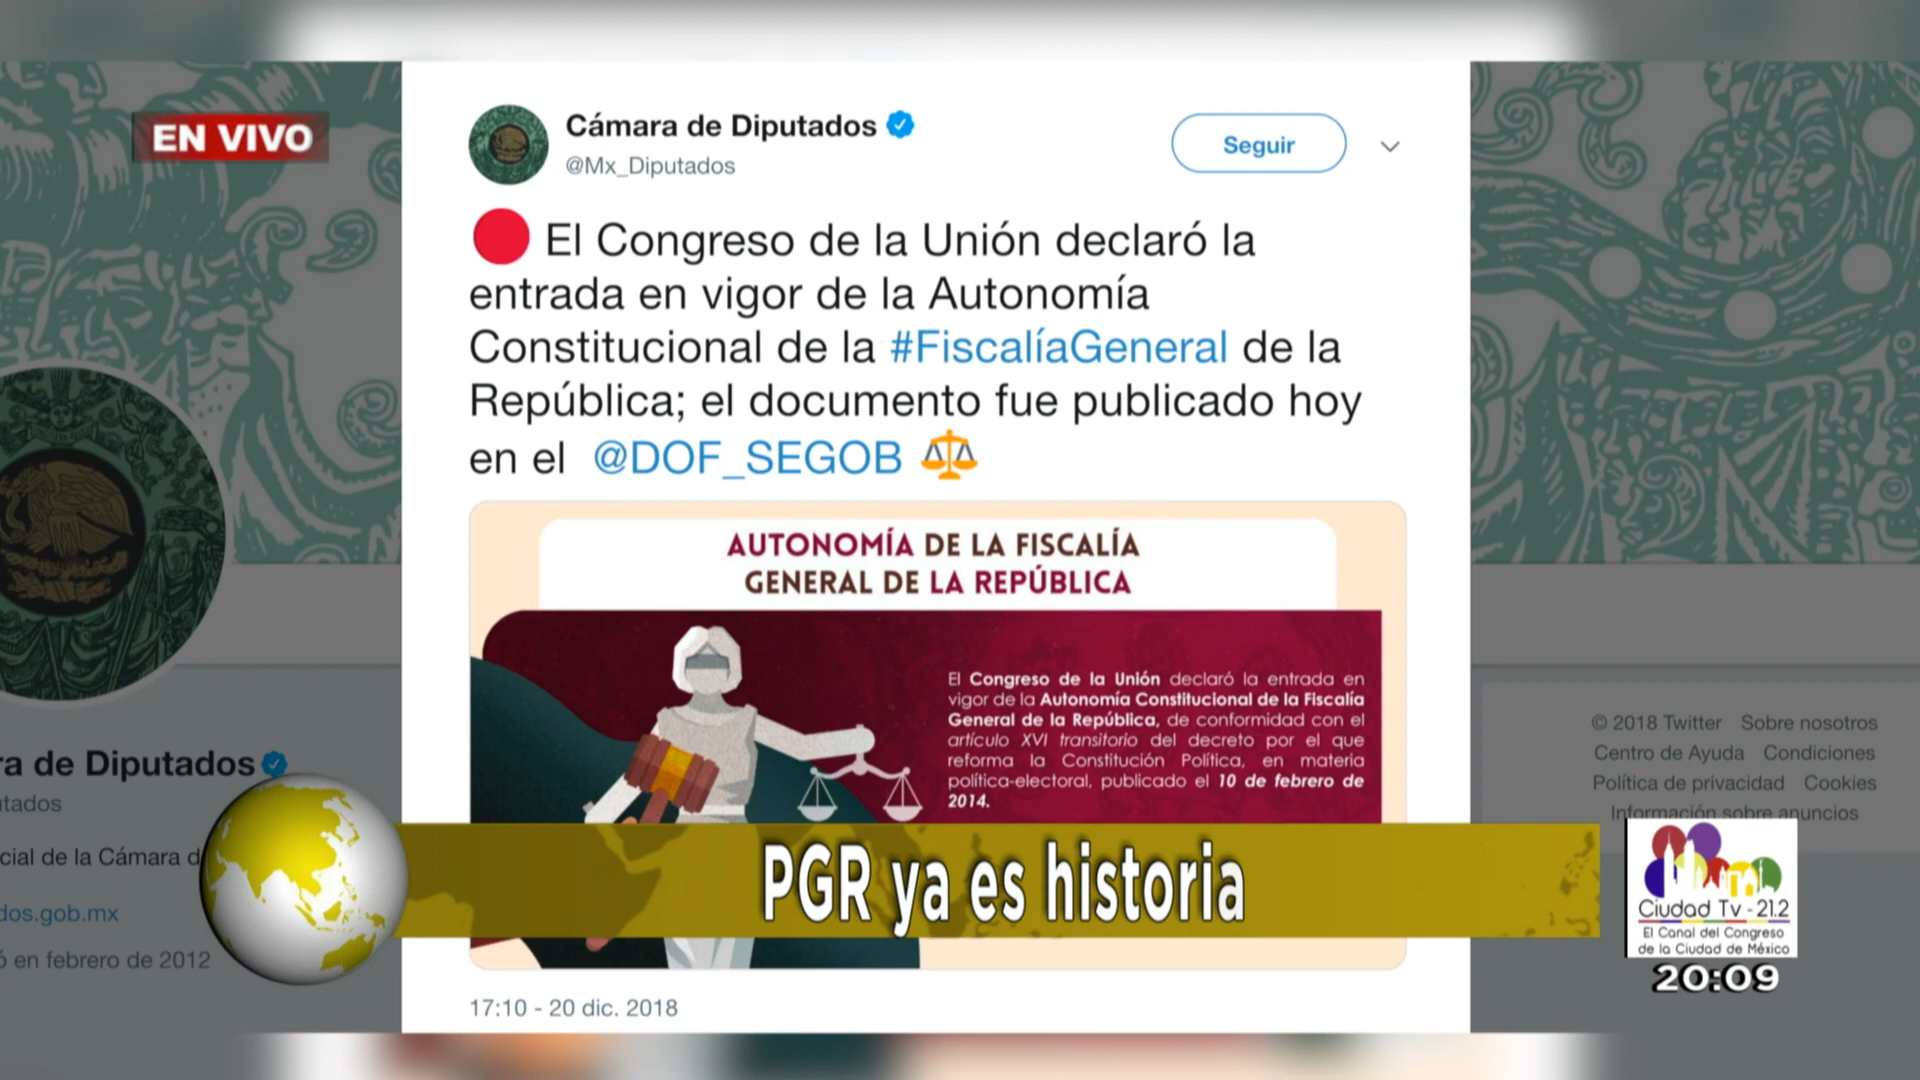 EN VIVO
Cámara de Diputados
@Mx_Diputados
Seguir
El Congreso de la Unión declaró la
entrada en vigor de la Autonomía
Constitucional de la #FiscalíaGeneral de la
República; el documento fue publicado hoy
en el @DOF_SEGOB
AUTONOMÍA DE LA FISCALÍA
GENERAL DE LA REPÚBLICA
El Congreso de la Unión declaró la entrada en
vigor de la Autonomía Constitucional de la Fiscalía
General de la República, de conformidad con el
artículo XVI transitorio del decreto por el que
reforma la Constitución Política, en materia
política-electoral, publicado el 10 de febrero de
2014.
17:10 - 20 dic. 2018
de Diputados
cial de la Cámara
dos.gob.mx
en febrero de 2012
© 2018 Twitter Sobre nosotros
Centro de Ayuda Condiciones
Política de privacidad Cookies
Información sobre anuncios
PGR ya es historia
Ciudad Tv - 21.2
El Canal del Congreso
de la Ciudad de México
20:09